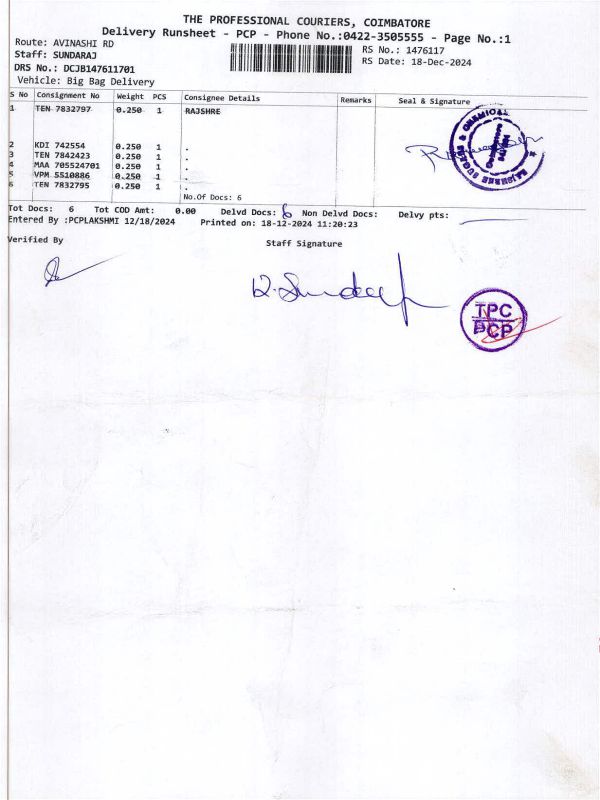 THE PROFESSIONAL COURIERS, COIMBATORE
Delivery Runsheet - PCP - Phone No.:0422-3505555 - Page No.:1
Route: AVINASHI RD
RS No.: 1476117
Staff: SUNDARAJ
RS Date: 18-Dec-2024
DRS No.: DCJB147611701
Vehicle: Big Bag Delivery
S No Consignment No Weight PCS Consignee Details Remarks Seal & Signature
1 TEN 7832797 0.250 1 RAJSHRE
2 KDI 742554 0.250 1 .
3 TEN 7842423 0.250 1 .
4 MAA 705524701 0.250 1 .
5 VPM 5510886 0.250 1 .
6 TEN 7832795 0.250 1 .
No.Of Docs: 6
Tot Docs: 6 Tot COD Amt: 0.00 Delvd Docs: 6 Non Delvd Docs: Delvy pts:
Entered By :PCPLAKSHMI 12/18/2024 Printed on: 18-12-2024 11:20:23
Verified By
Staff Signature
TPC
PCP